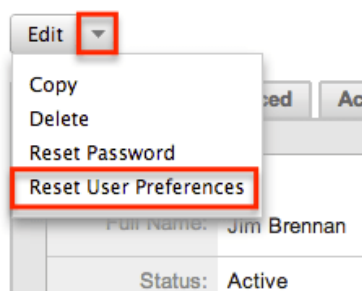 Edit
Copy
Delete
Reset Password
Reset User Preferences
Full Name: Jim Brennan
Status: Active